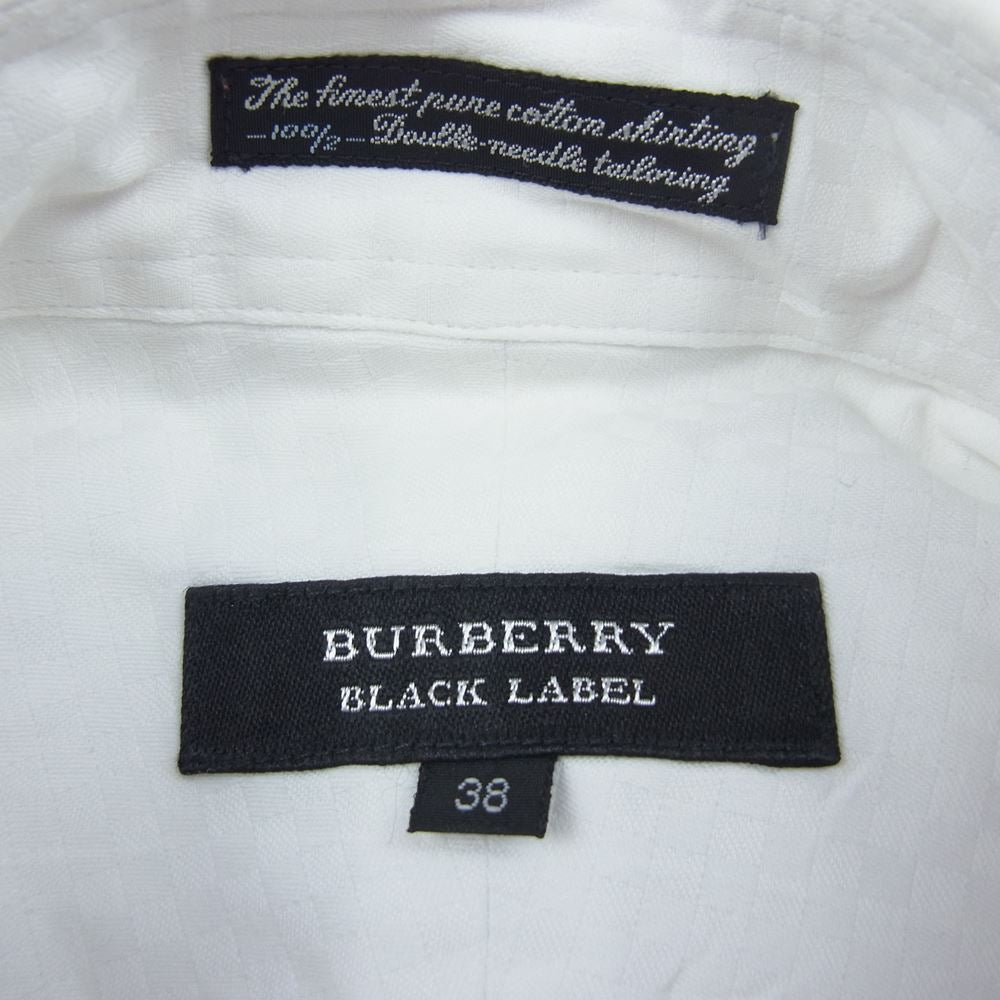 The finest pure cotton shirting
-100%- Double-needle tailoring
BURBERRY
BLACK LABEL
38